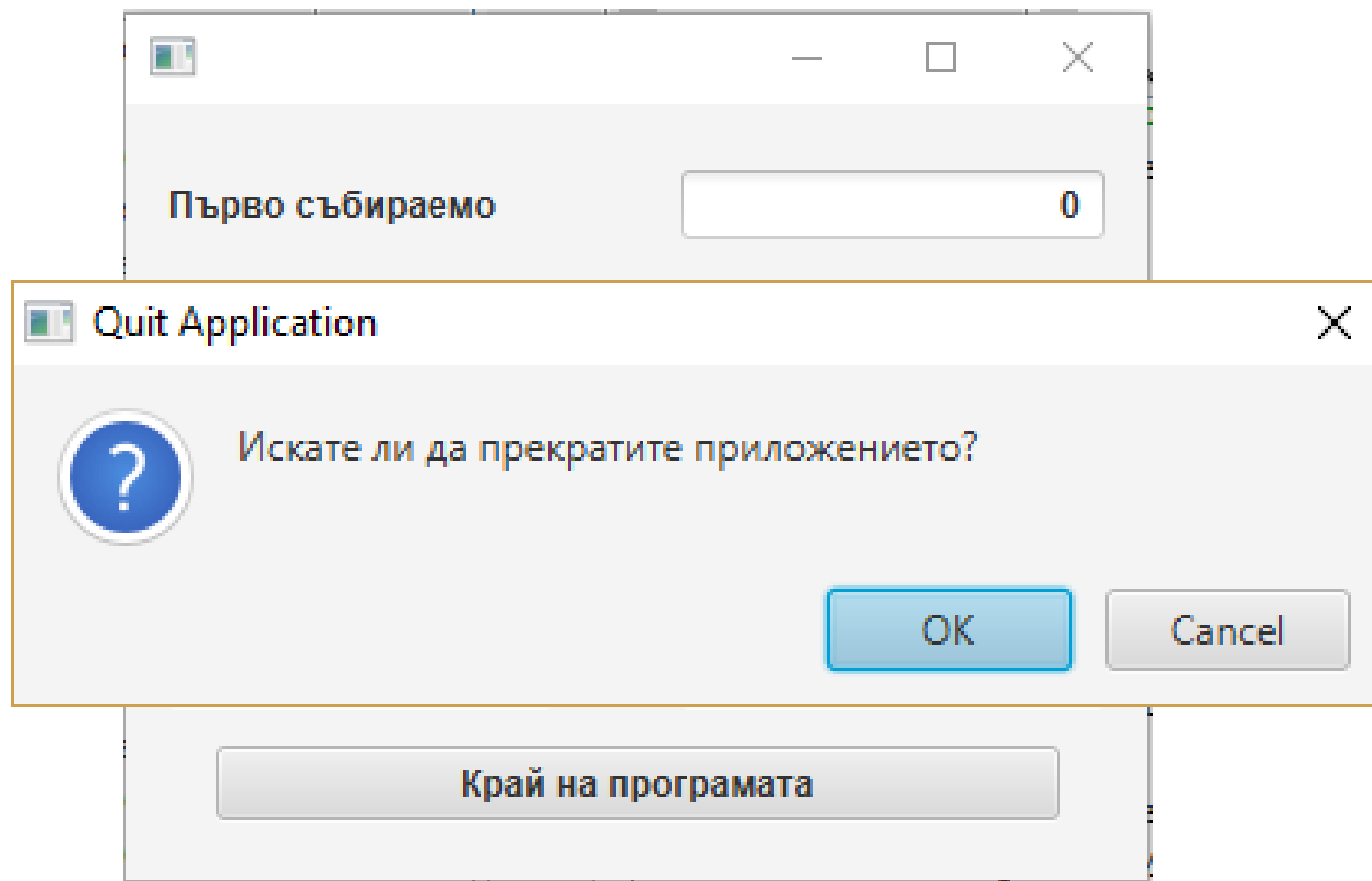 Първо събираемо
0
Quit Application
Искате ли да прекратите приложението?
OK
Cancel
Край на програмата